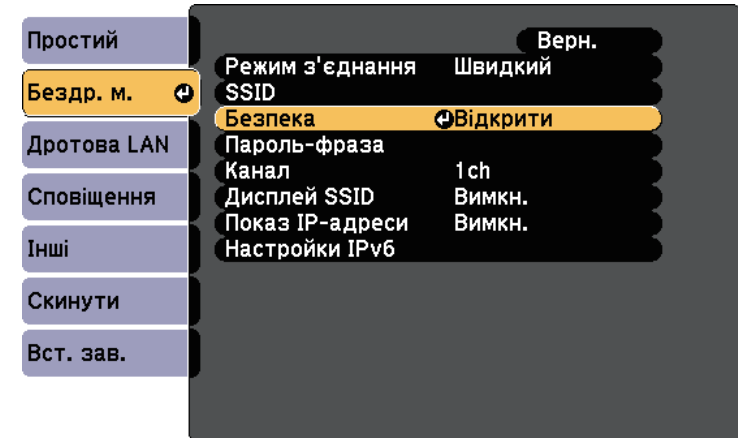 Простий
Бездр. м.
Дротова LAN
Сповіщення
Інші
Скинути
Вст. зав.
Верн.
Режим з'єднання Швидкий
SSID
Безпека Відкрити
Пароль-фраза
Канал 1ch
Дисплей SSID Вимкн.
Показ IP-адреси Вимкн.
Настройки IPv6